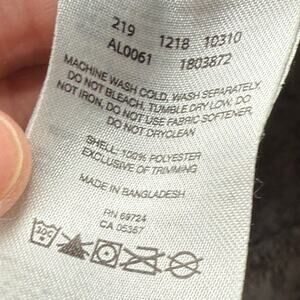 219 1218 10310
AL0061 1803872
MACHINE WASH COLD, WASH SEPARATELY,
DO NOT BLEACH, TUMBLE DRY LOW, DO
NOT IRON, DO NOT USE FABRIC SOFTENER,
DO NOT DRYCLEAN
SHELL: 100% POLYESTER
EXCLUSIVE OF TRIMMING
MADE IN BANGLADESH
RN 69724
CA 05367